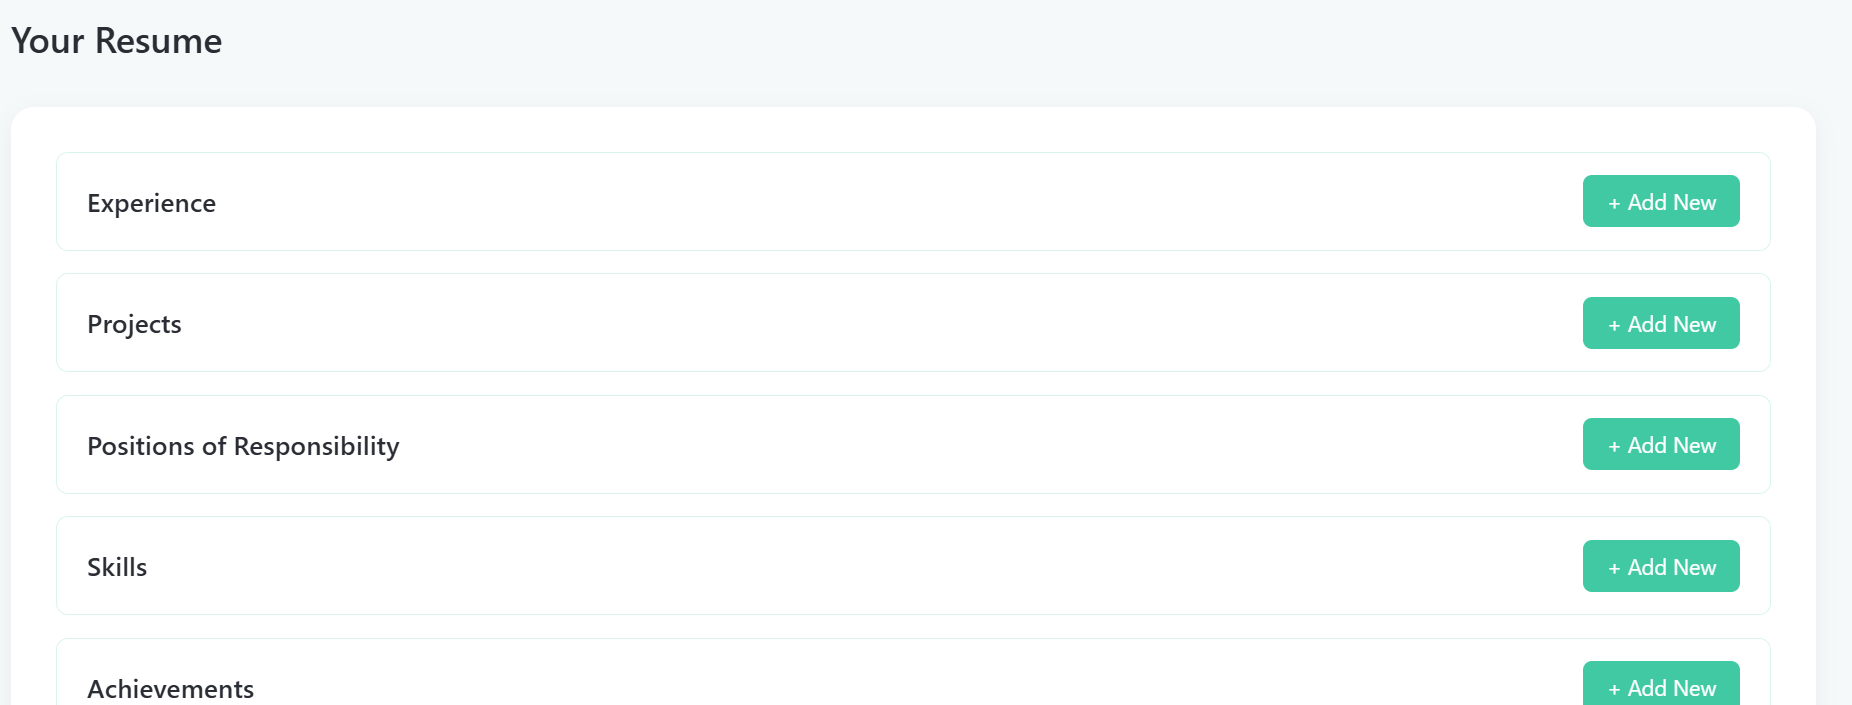 Your Resume
Experience
+ Add New
Projects
+ Add New
Positions of Responsibility
+ Add New
Skills
+ Add New
Achievements
+ Add New